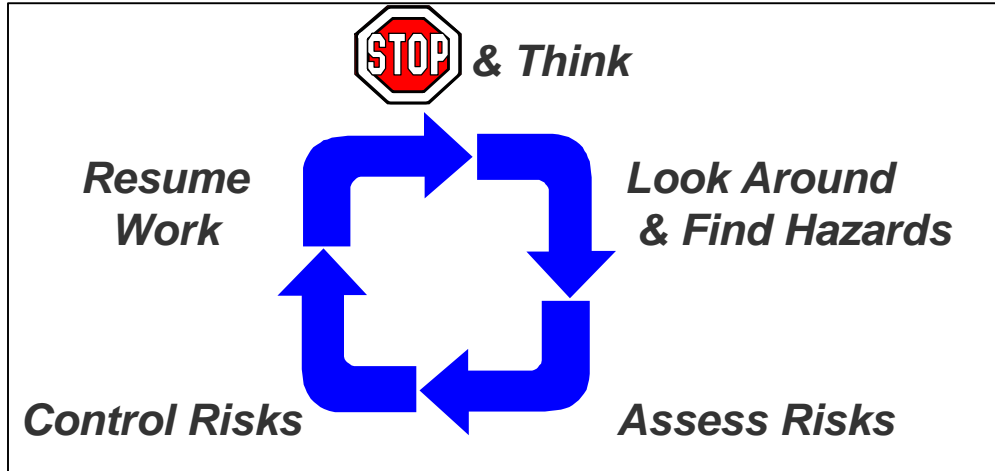 STOP & Think
Look Around
& Find Hazards
Assess Risks
Control Risks
Resume
Work